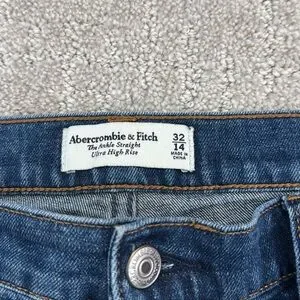 Abercrombie & Fitch
The Ankle Straight
Ultra High Rise
32
14
MADE IN
CHINA